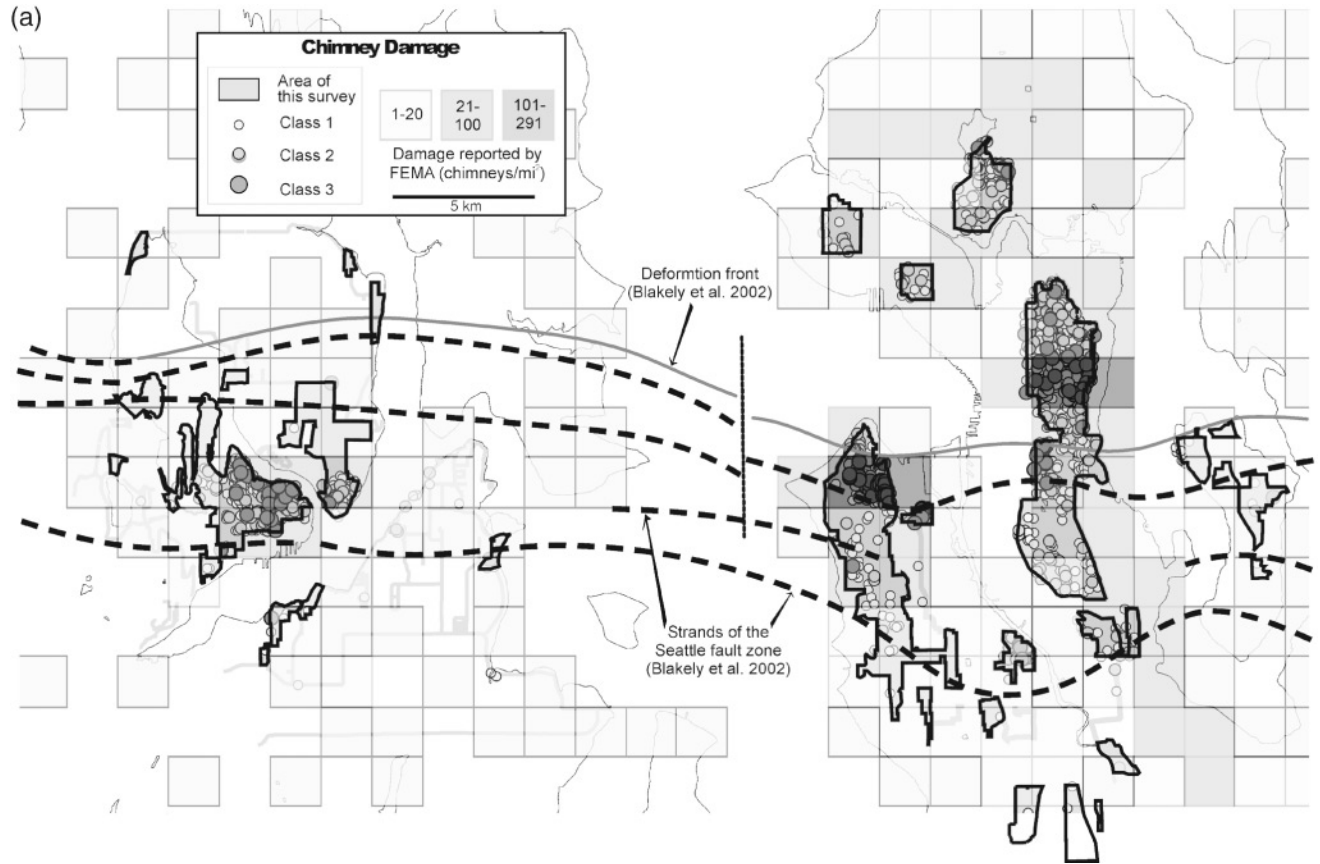 (a)
Chimney Damage
Area of
this survey
Class 1
Class 2
Class 3
1-20
21-
100
101-
291
Damage reported by
FEMA (chimneys/mi²)
5 km
Deformtion front
(Blakely et al. 2002)
Strands of the
Seattle fault zone
(Blakely et al. 2002)